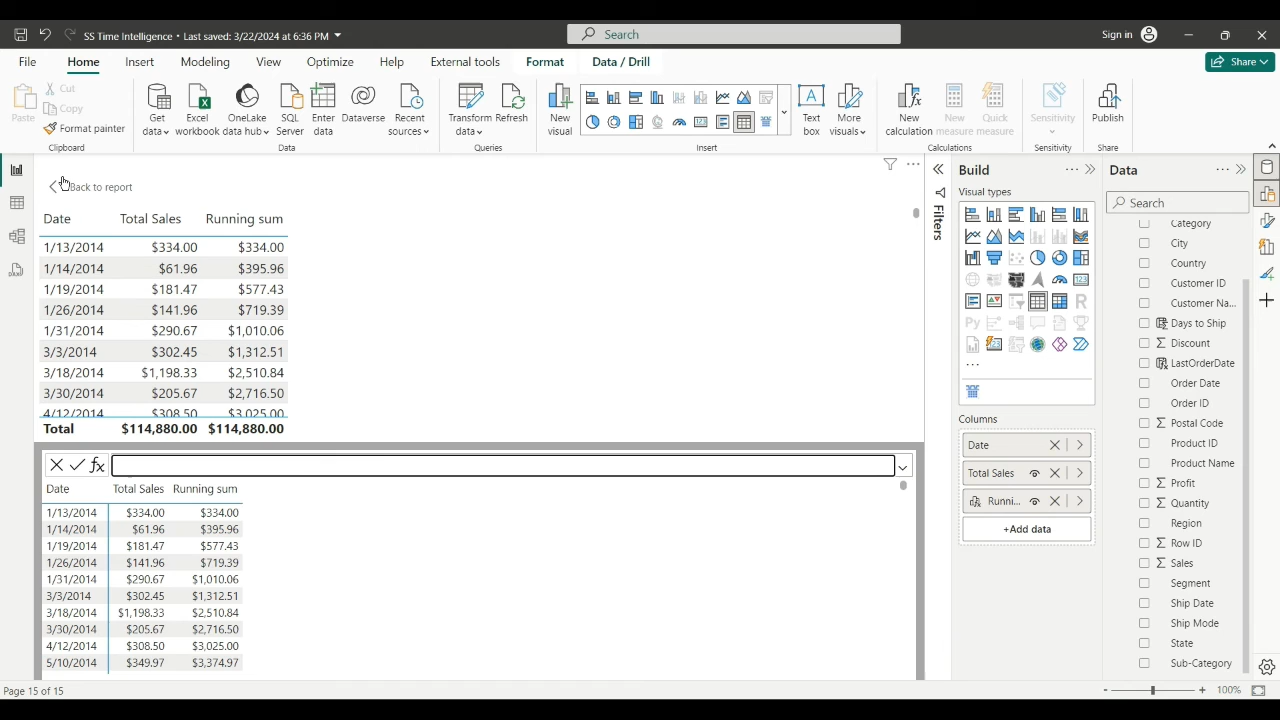 SS Time Intelligence • Last saved: 3/22/2024 at 6:36 PM
Search
Sign in
File Home Insert Modeling View Optimize Help External tools Format Data / Drill
Share
Paste
Cut
Copy
Format painter
Get data
Excel workbook
OneLake data hub
SQL Server
Enter data
Dataverse
Recent sources
Transform data
Refresh
New visual
Text box
More visuals
New calculation
New measure
Quick measure
Sensitivity
Publish
Clipboard Data Queries Insert Calculations Sensitivity Share
Back to report
Date Total Sales Running sum
1/13/2014 $334.00 $334.00
1/14/2014 $61.96 $395.96
1/19/2014 $181.47 $577.43
1/26/2014 $141.96 $719.39
1/31/2014 $290.67 $1,010.06
3/3/2014 $302.45 $1,312.51
3/18/2014 $1,198.33 $2,510.84
3/30/2014 $205.67 $2,716.50
4/12/2014 $308.50 $3,025.00
Total $114,880.00 $114,880.00
fx
Date Total Sales Running sum
1/13/2014 $334.00 $334.00
1/14/2014 $61.96 $395.96
1/19/2014 $181.47 $577.43
1/26/2014 $141.96 $719.39
1/31/2014 $290.67 $1,010.06
3/3/2014 $302.45 $1,312.51
3/18/2014 $1,198.33 $2,510.84
3/30/2014 $205.67 $2,716.50
4/12/2014 $308.50 $3,025.00
5/10/2014 $349.97 $3,374.97
Filters
Build
Visual types
R
Py
123
Columns
Date
Total Sales
Runni...
+Add data
Data
Search
Category
City
Country
Customer ID
Customer Na...
Days to Ship
Discount
LastOrderDate
Order Date
Order ID
Postal Code
Product ID
Product Name
Profit
Quantity
Region
Row ID
Sales
Segment
Ship Date
Ship Mode
State
Sub-Category
Page 15 of 15
100%